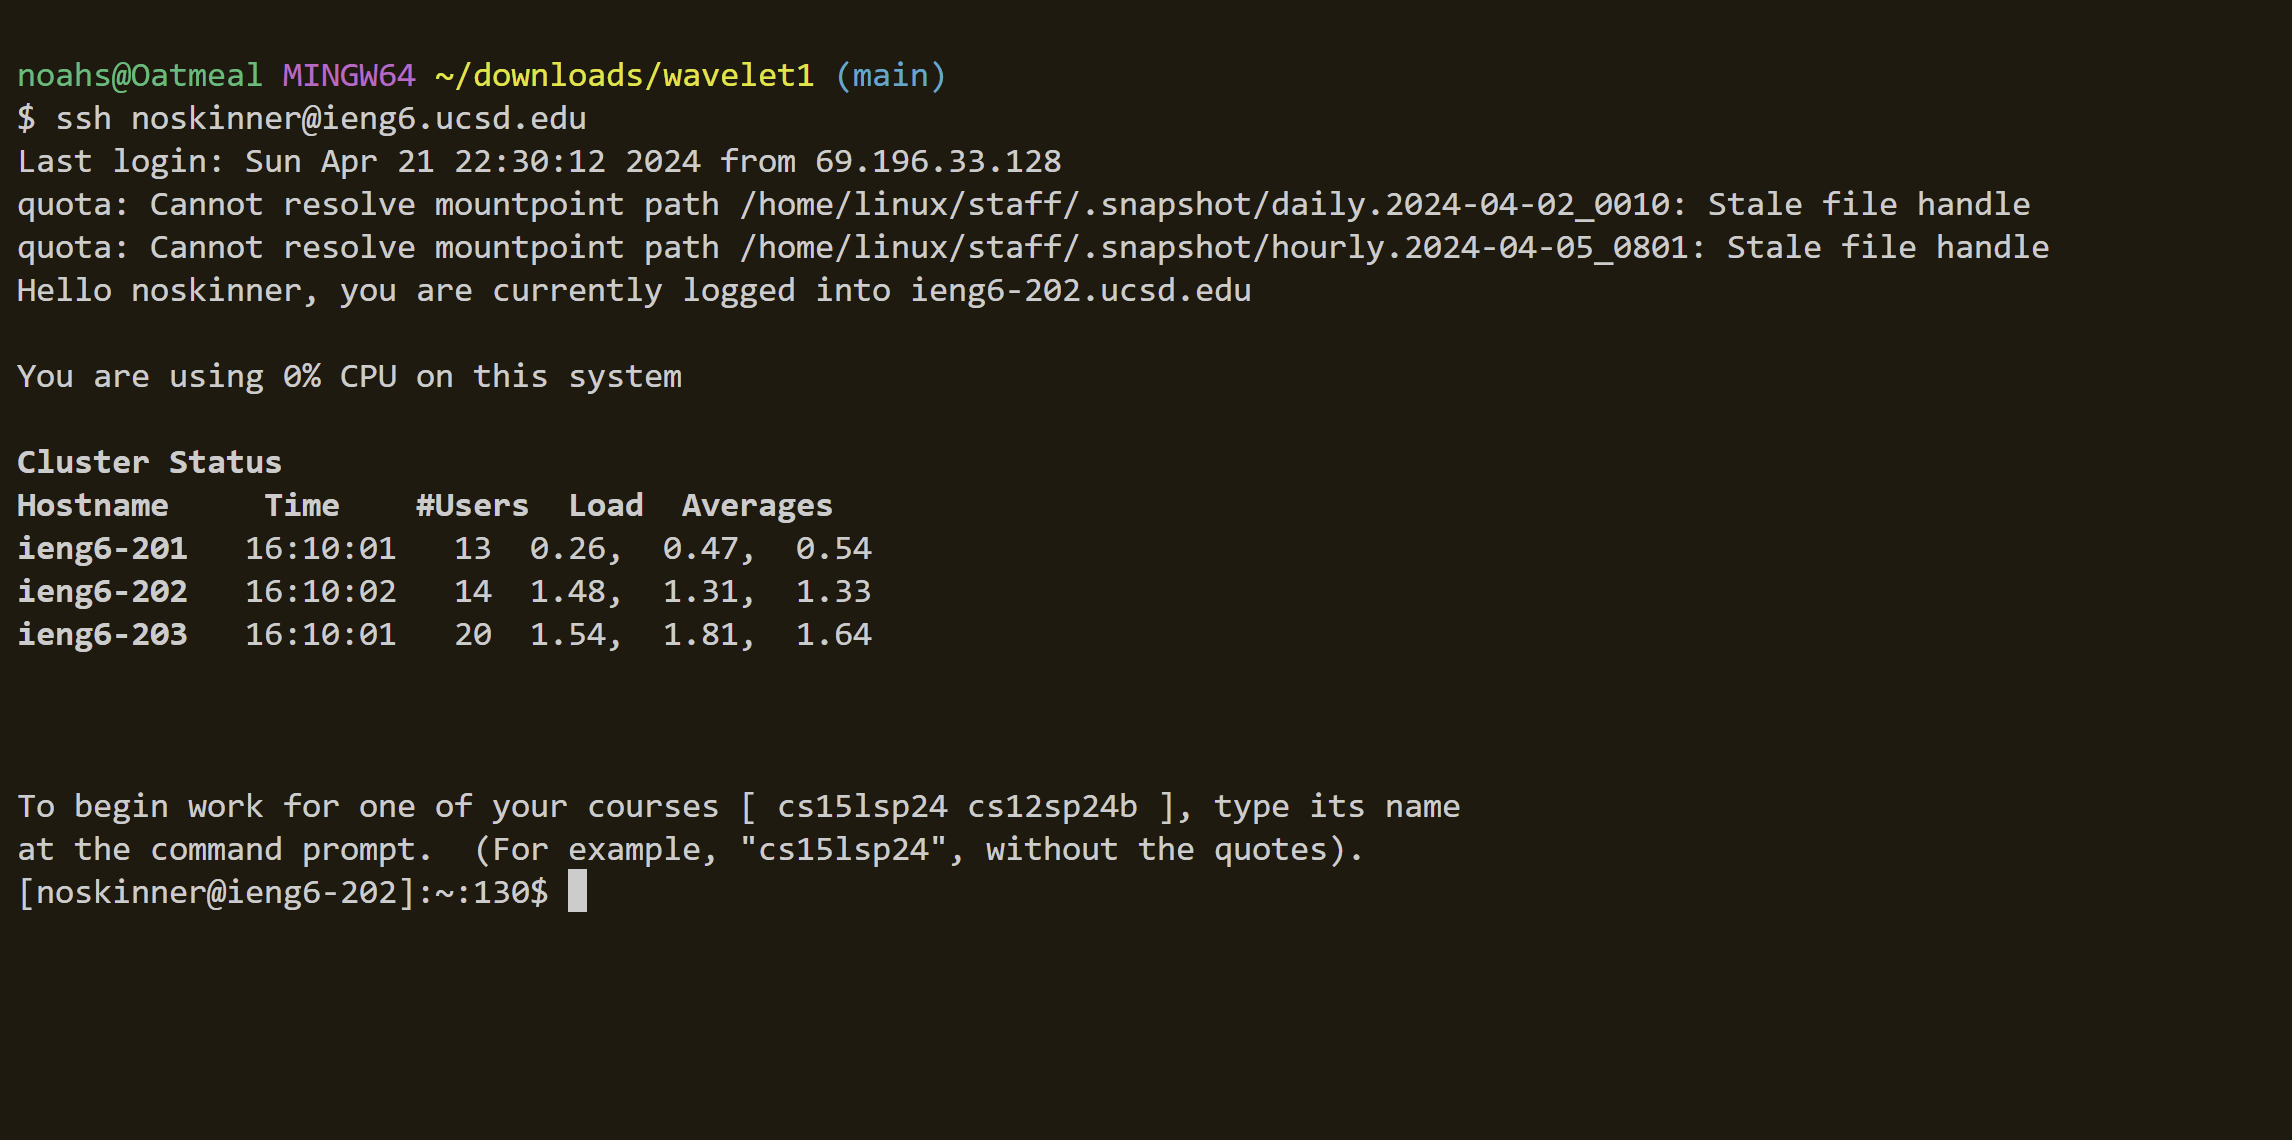 noahs@Oatmeal MINGW64 ~/downloads/wavelet1 (main)
$ ssh noskinner@ieng6.ucsd.edu
Last login: Sun Apr 21 22:30:12 2024 from 69.196.33.128
quota: Cannot resolve mountpoint path /home/linux/staff/.snapshot/daily.2024-04-02_0010: Stale file handle
quota: Cannot resolve mountpoint path /home/linux/staff/.snapshot/hourly.2024-04-05_0801: Stale file handle
Hello noskinner, you are currently logged into ieng6-202.ucsd.edu
You are using 0% CPU on this system
Cluster Status
Hostname     Time    #Users  Load  Averages
ieng6-201   16:10:01   13  0.26,  0.47,  0.54
ieng6-202   16:10:02   14  1.48,  1.31,  1.33
ieng6-203   16:10:01   20  1.54,  1.81,  1.64
To begin work for one of your courses [ cs15lsp24 cs12sp24b ], type its name
at the command prompt.  (For example, "cs15lsp24", without the quotes).
[noskinner@ieng6-202]:~:130$